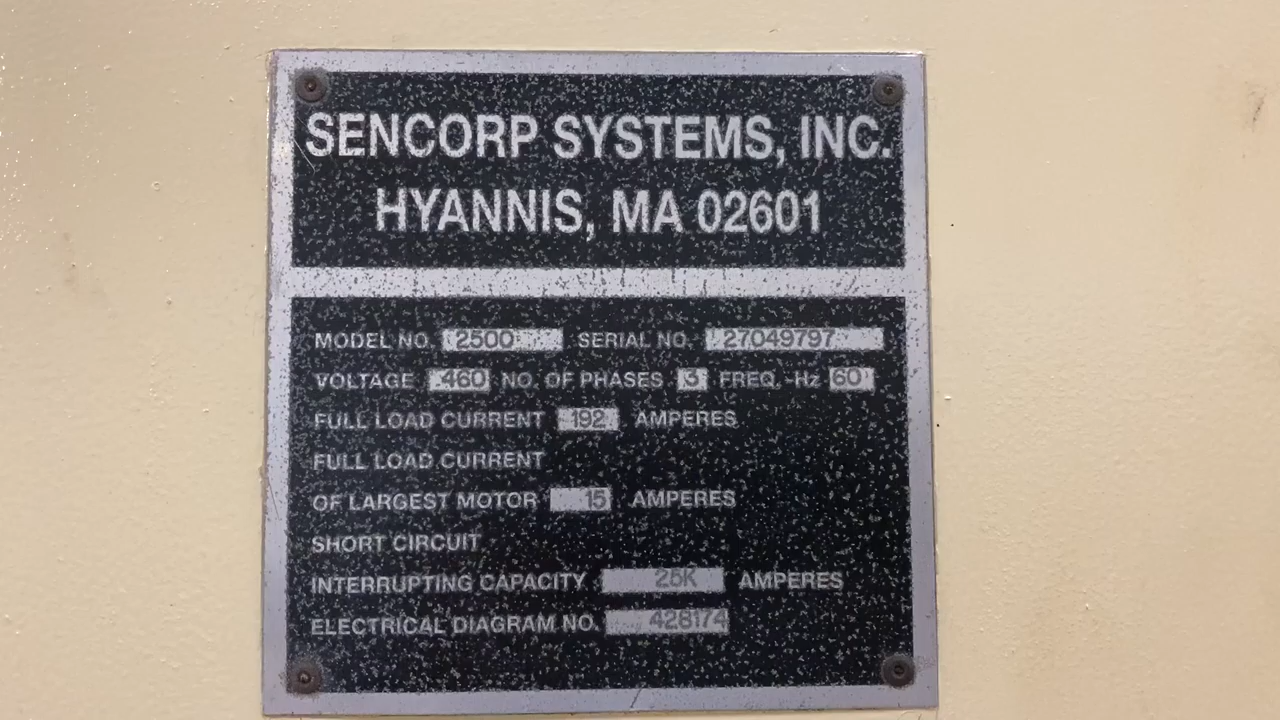 SENCORP SYSTEMS, INC.
HYANNIS, MA 02601
MODEL NO. 2500 SERIAL NO. 27049797
VOLTAGE 460 NO. OF PHASES 3 FREQ. -Hz 60
FULL LOAD CURRENT 192 AMPERES
FULL LOAD CURRENT
OF LARGEST MOTOR 15 AMPERES
SHORT CIRCUIT
INTERRUPTING CAPACITY 25K AMPERES
ELECTRICAL DIAGRAM NO. 428174